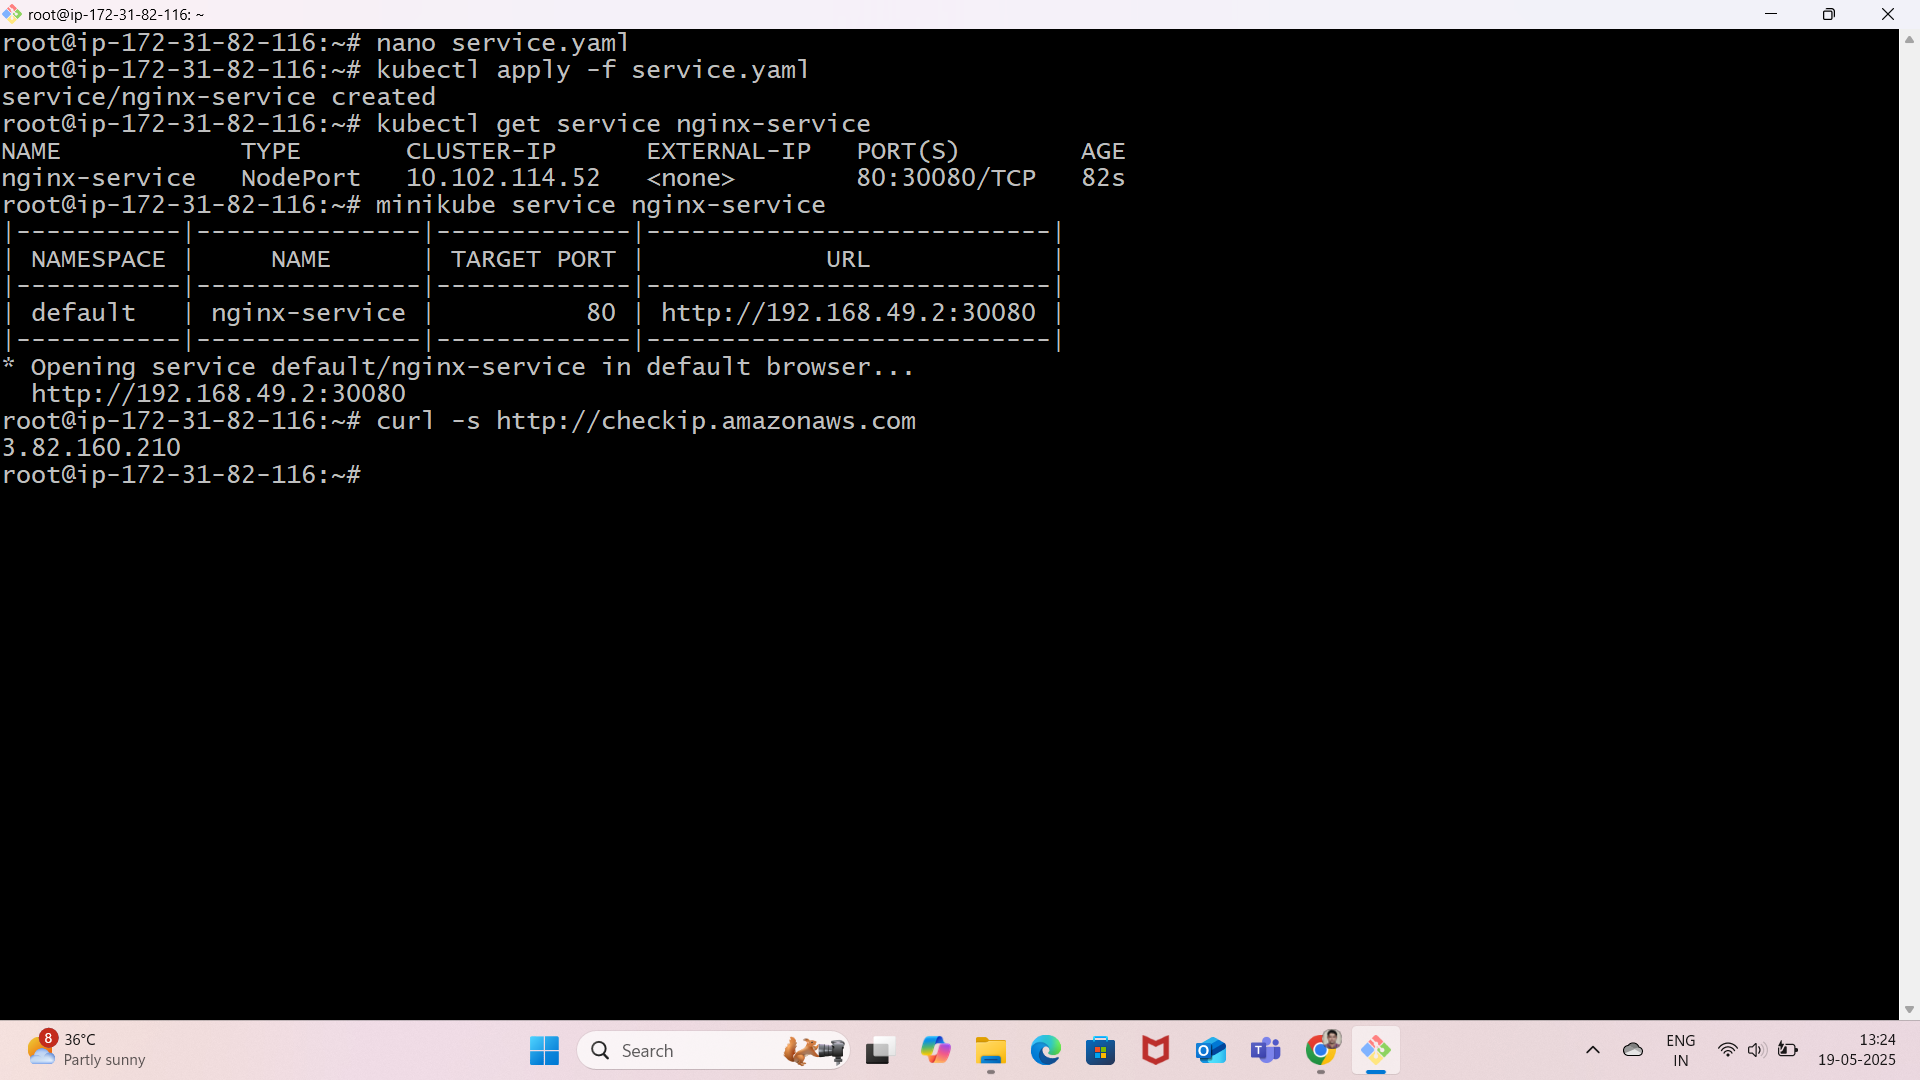 root@ip-172-31-82-116: ~
root@ip-172-31-82-116:~# nano service.yaml
root@ip-172-31-82-116:~# kubectl apply -f service.yaml
service/nginx-service created
root@ip-172-31-82-116:~# kubectl get service nginx-service
NAME            TYPE       CLUSTER-IP      EXTERNAL-IP   PORT(S)        AGE
nginx-service   NodePort   10.102.114.52   <none>        80:30080/TCP   82s
root@ip-172-31-82-116:~# minikube service nginx-service
|-----------|---------------|-------------|---------------------------|
| NAMESPACE |     NAME      | TARGET PORT |            URL            |
|-----------|---------------|-------------|---------------------------|
| default   | nginx-service |          80 | http://192.168.49.2:30080 |
|-----------|---------------|-------------|---------------------------|
* Opening service default/nginx-service in default browser...
  http://192.168.49.2:30080
root@ip-172-31-82-116:~# curl -s http://checkip.amazonaws.com
3.82.160.210
root@ip-172-31-82-116:~#
8
36°C
Partly sunny
Search
ENG
IN
13:24
19-05-2025